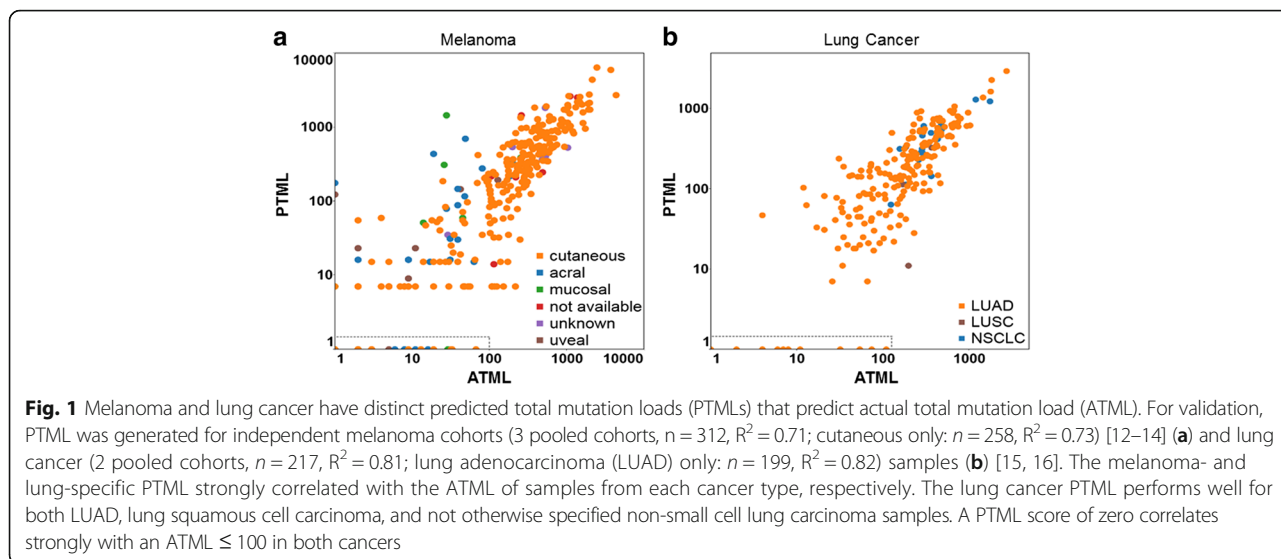 a
Melanoma
10000
1000
100
10
1
PTML
1 10 100 1000 10000
ATML
cutaneous
acral
mucosal
not available
unknown
uveal
b
Lung Cancer
1000
100
10
1
PTML
1 10 100 1000
ATML
LUAD
LUSC
NSCLC
Fig. 1 Melanoma and lung cancer have distinct predicted total mutation loads (PTMLs) that predict actual total mutation load (ATML). For validation,
PTML was generated for independent melanoma cohorts (3 pooled cohorts, n = 312, R² = 0.71; cutaneous only: n = 258, R² = 0.73) [12–14] (a) and lung
cancer (2 pooled cohorts, n = 217, R² = 0.81; lung adenocarcinoma (LUAD) only: n = 199, R² = 0.82) samples (b) [15, 16]. The melanoma- and
lung-specific PTML strongly correlated with the ATML of samples from each cancer type, respectively. The lung cancer PTML performs well for
both LUAD, lung squamous cell carcinoma, and not otherwise specified non-small cell lung carcinoma samples. A PTML score of zero correlates
strongly with an ATML ≤ 100 in both cancers